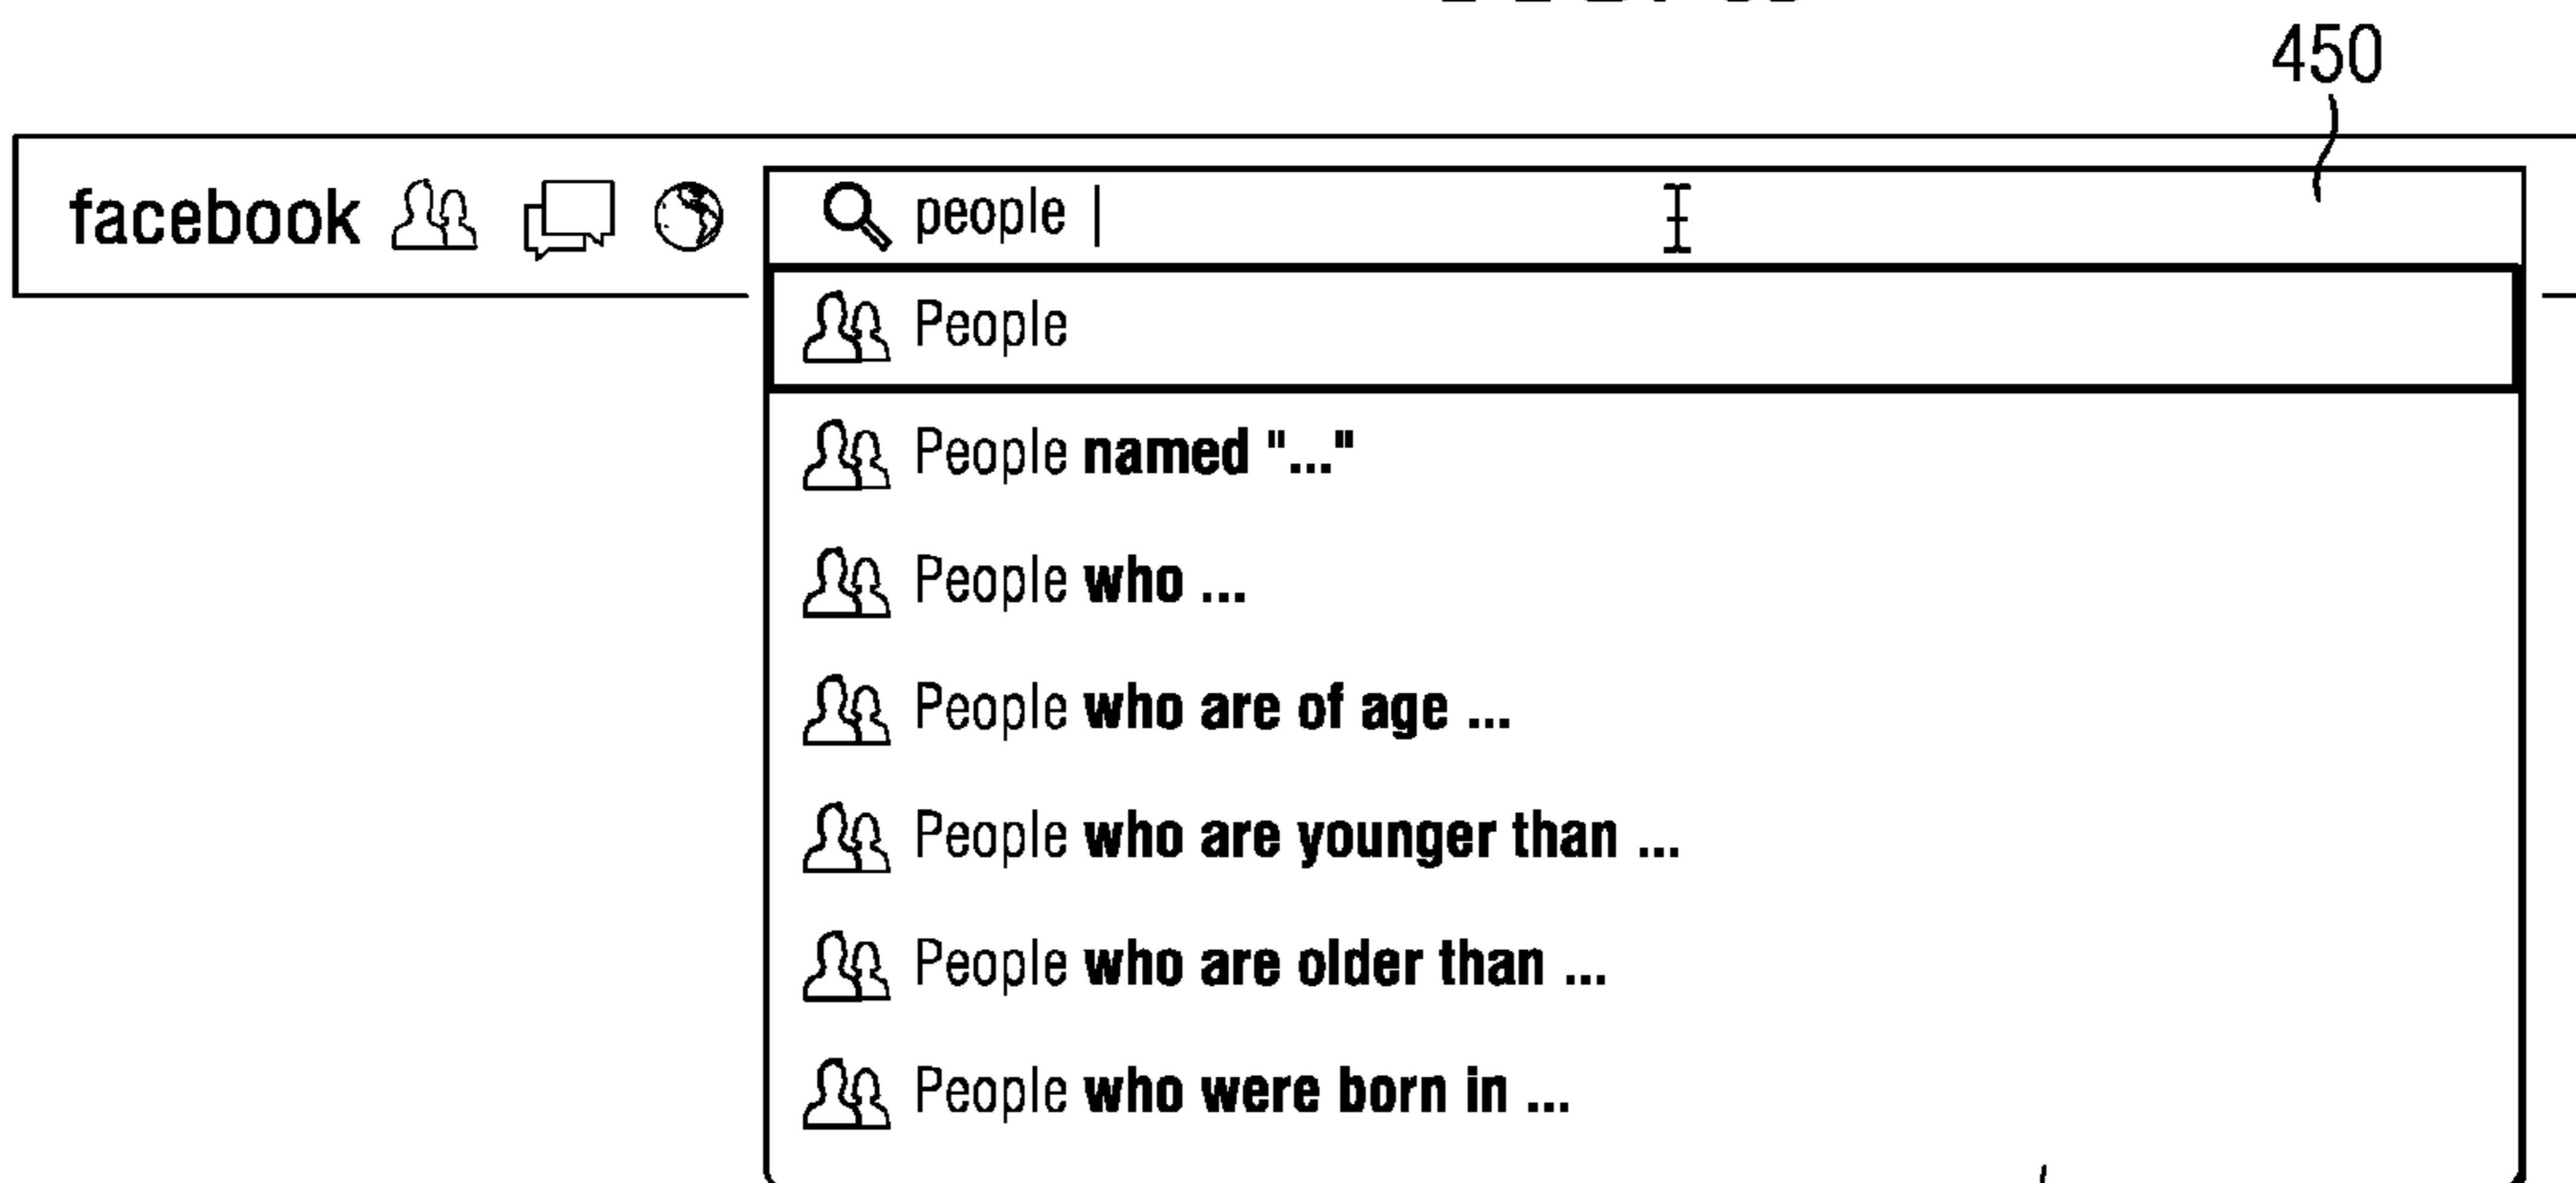 450
facebook people
People
People named "..."
People who ...
People who are of age ...
People who are younger than ...
People who are older than ...
People who were born in ...